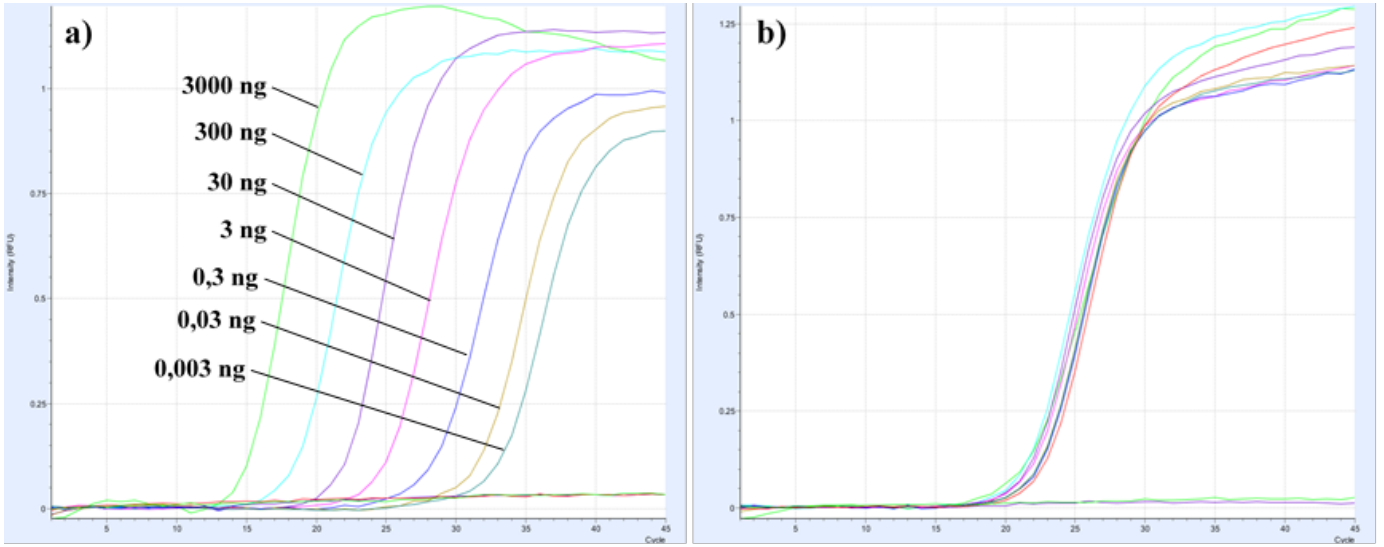 a)
3000 ng
300 ng
30 ng
3 ng
0,3 ng
0,03 ng
0,003 ng
Intensity (RFU)
1
0.75
0.5
0.25
0
5 10 15 20 25 30 35 40 45
Cycle
b)
Intensity (RFU)
1.25
1
0.75
0.5
0.25
0
5 10 15 20 25 30 35 40 45
Cycle